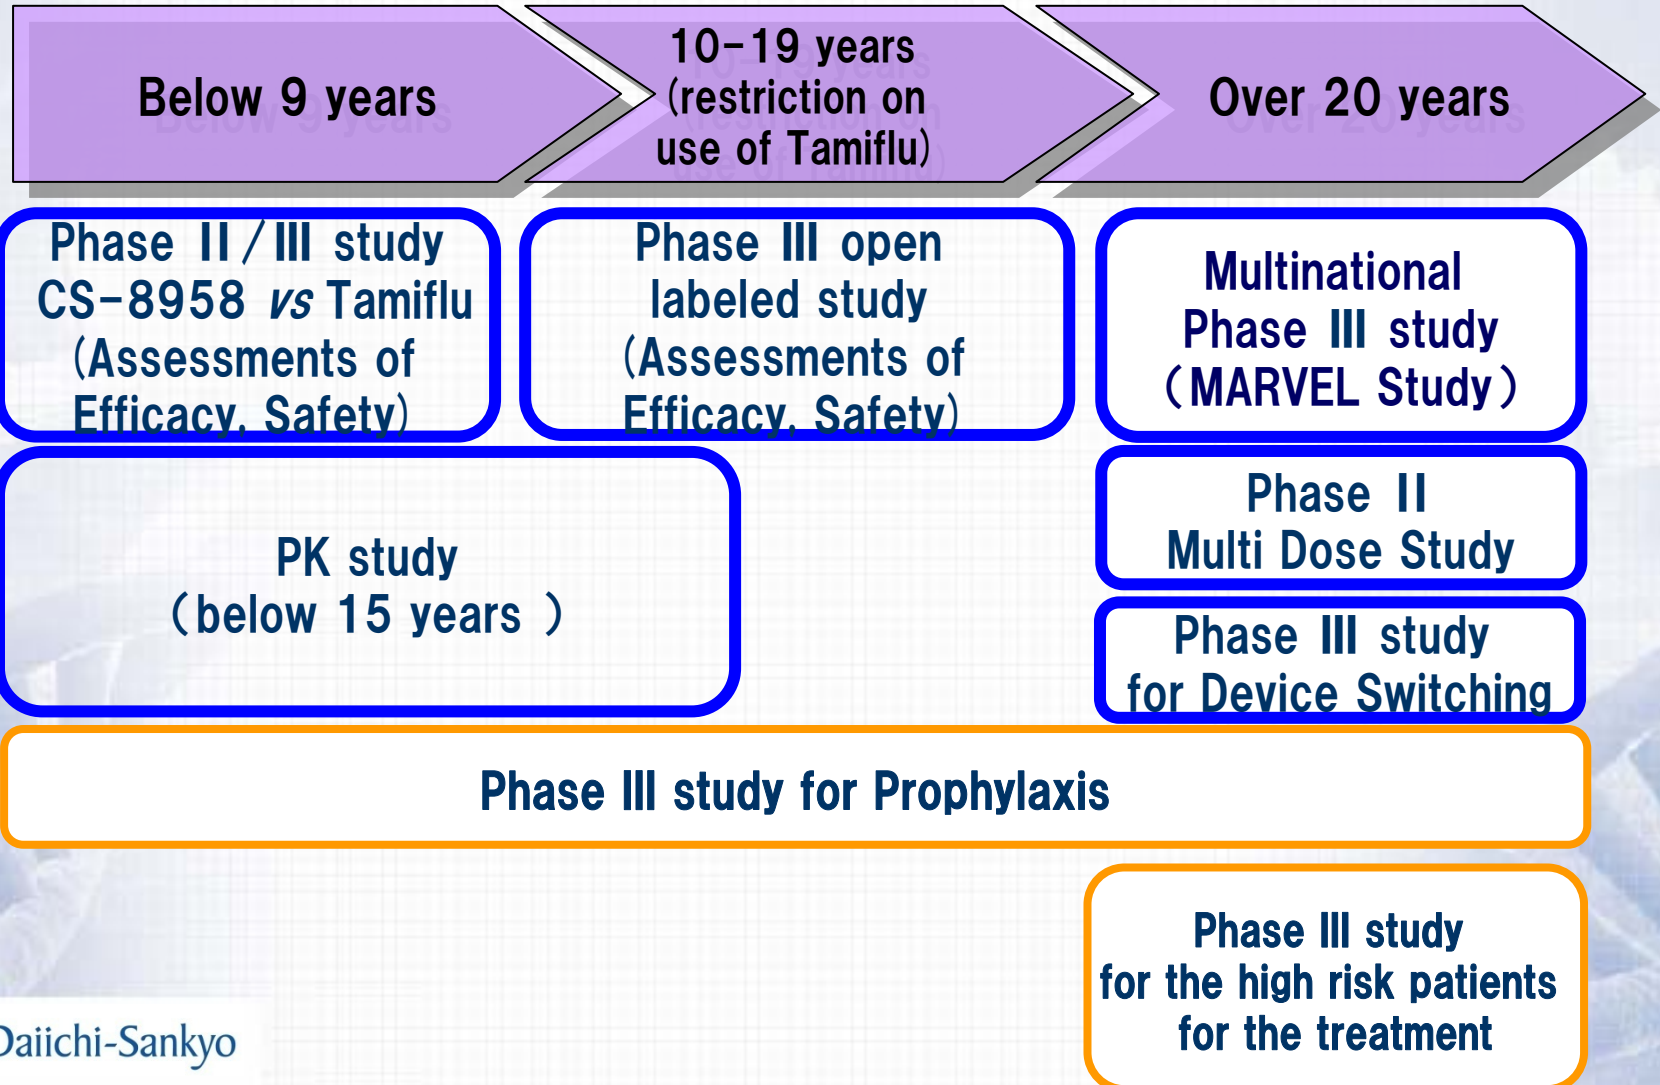 Below 9 years
10-19 years
(restriction on
use of Tamiflu)
Over 20 years
Phase II/III study
CS-8958 vs Tamiflu
(Assessments of
Efficacy, Safety)
Phase III open
labeled study
(Assessments of
Efficacy, Safety)
Multinational
Phase III study
(MARVEL Study)
PK study
(below 15 years )
Phase II
Multi Dose Study
Phase III study
for Device Switching
Phase III study for Prophylaxis
Phase III study
for the high risk patients
for the treatment
Daiichi-Sankyo